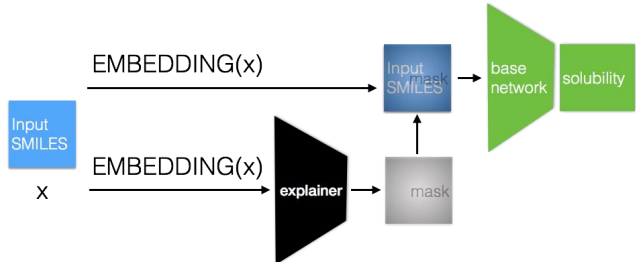 EMBEDDING(x)
Input
SMILES
mask
base
network
solubility
Input
SMILES
x
EMBEDDING(x)
explainer
mask